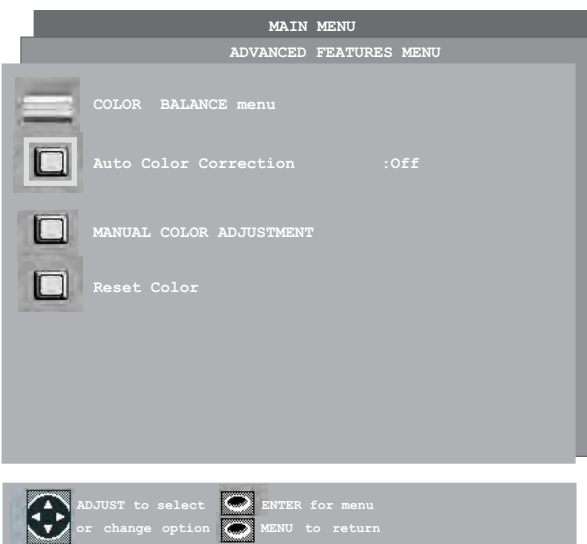 MAIN MENU
ADVANCED FEATURES MENU
COLOR BALANCE menu
Auto Color Correction :Off
MANUAL COLOR ADJUSTMENT
Reset Color
ADJUST to select ENTER for menu
or change option MENU to return